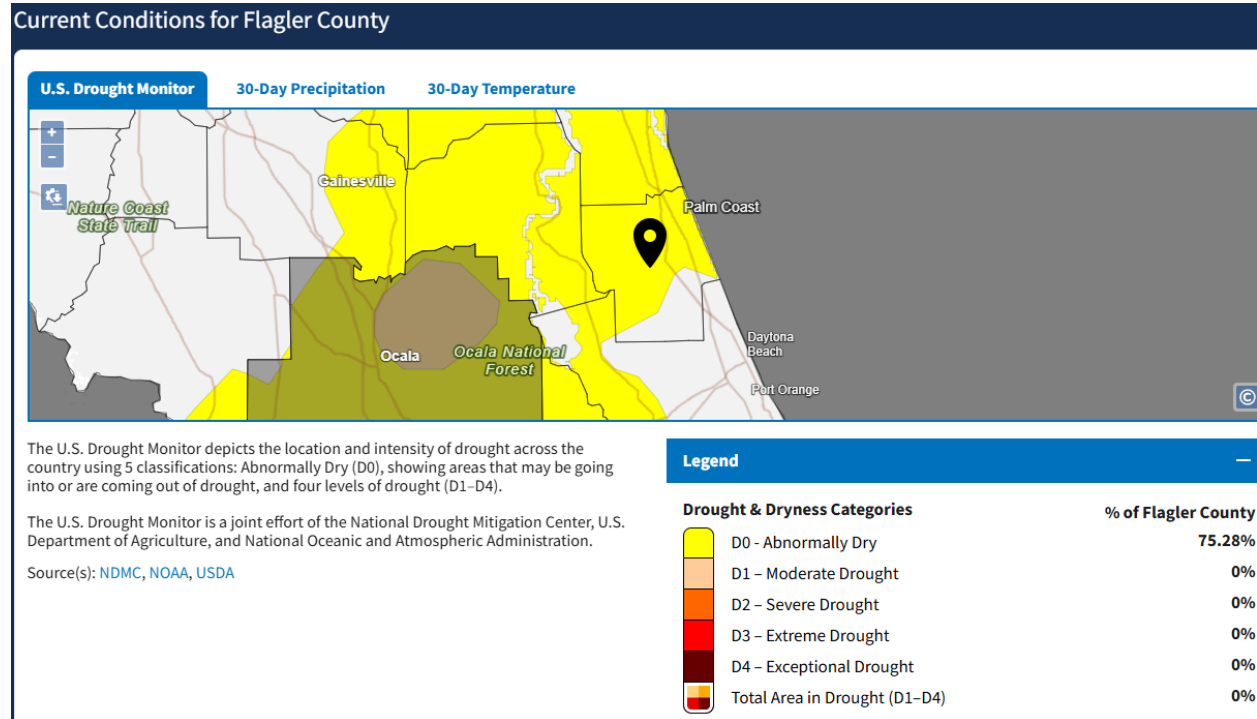 Current Conditions for Flagler County
U.S. Drought Monitor
30-Day Precipitation
30-Day Temperature
+
−
Gainesville
Nature Coast
State Trail
Palm Coast
Ocala
Ocala National
Forest
Daytona
Beach
Port Orange
©
The U.S. Drought Monitor depicts the location and intensity of drought across the
country using 5 classifications: Abnormally Dry (D0), showing areas that may be going
into or are coming out of drought, and four levels of drought (D1–D4).
The U.S. Drought Monitor is a joint effort of the National Drought Mitigation Center, U.S.
Department of Agriculture, and National Oceanic and Atmospheric Administration.
Source(s): NDMC, NOAA, USDA
Legend
Drought & Dryness Categories % of Flagler County
D0 - Abnormally Dry 75.28%
D1 – Moderate Drought 0%
D2 – Severe Drought 0%
D3 – Extreme Drought 0%
D4 – Exceptional Drought 0%
Total Area in Drought (D1–D4) 0%